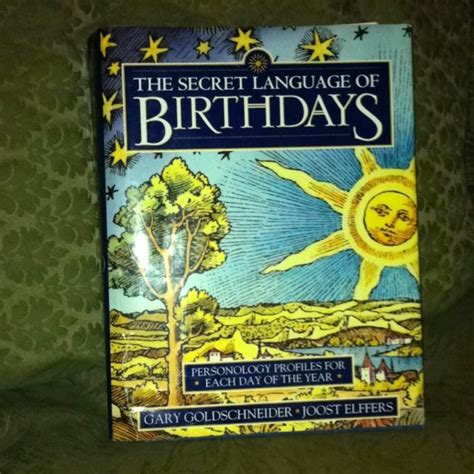 THE SECRET LANGUAGE OF
BIRTHDAYS
PERSONOLOGY PROFILES FOR
• EACH DAY OF THE YEAR •
GARY GOLDSCHNEIDER • JOOST ELFFERS